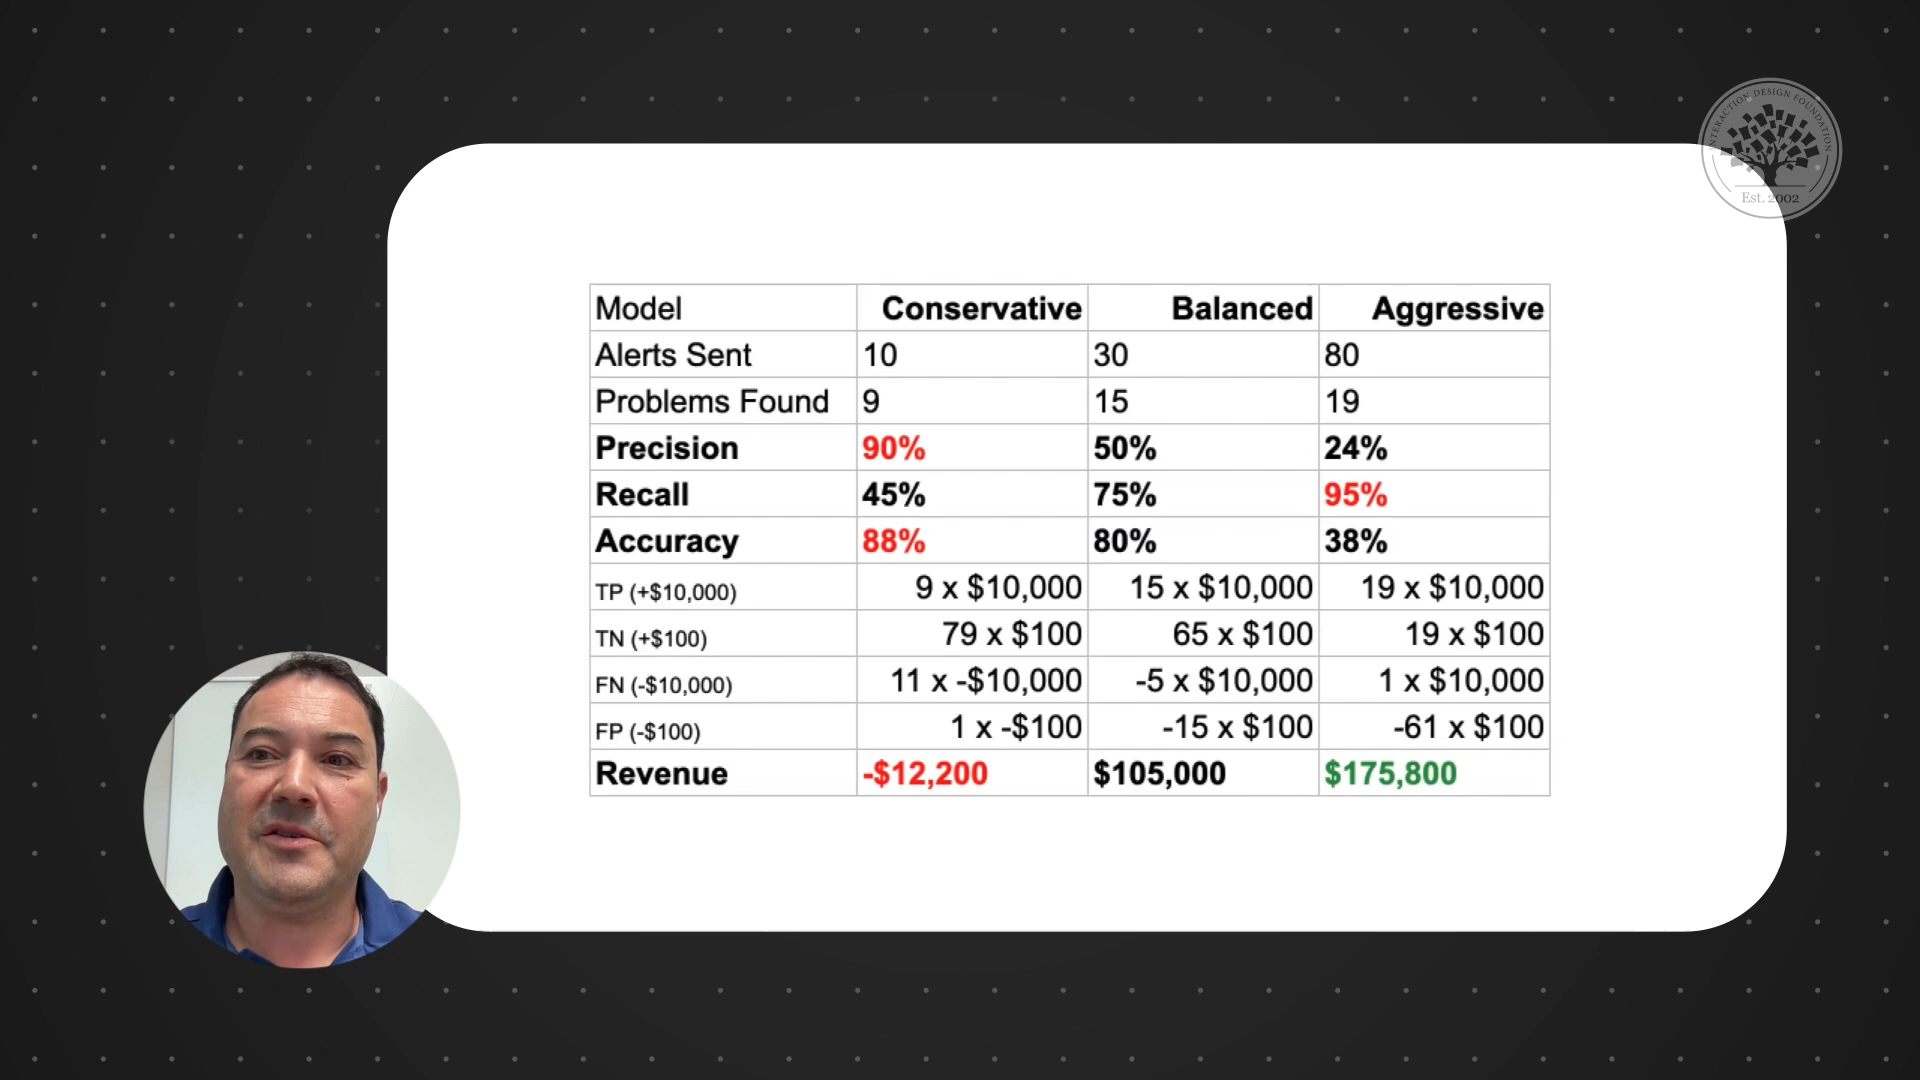 INTERACTION DESIGN FOUNDATION
Est. 2002
Model Conservative Balanced Aggressive
Alerts Sent 10 30 80
Problems Found 9 15 19
Precision 90% 50% 24%
Recall 45% 75% 95%
Accuracy 88% 80% 38%
TP (+$10,000) 9 x $10,000 15 x $10,000 19 x $10,000
TN (+$100) 79 x $100 65 x $100 19 x $100
FN (-$10,000) 11 x -$10,000 -5 x $10,000 1 x $10,000
FP (-$100) 1 x -$100 -15 x $100 -61 x $100
Revenue -$12,200 $105,000 $175,800